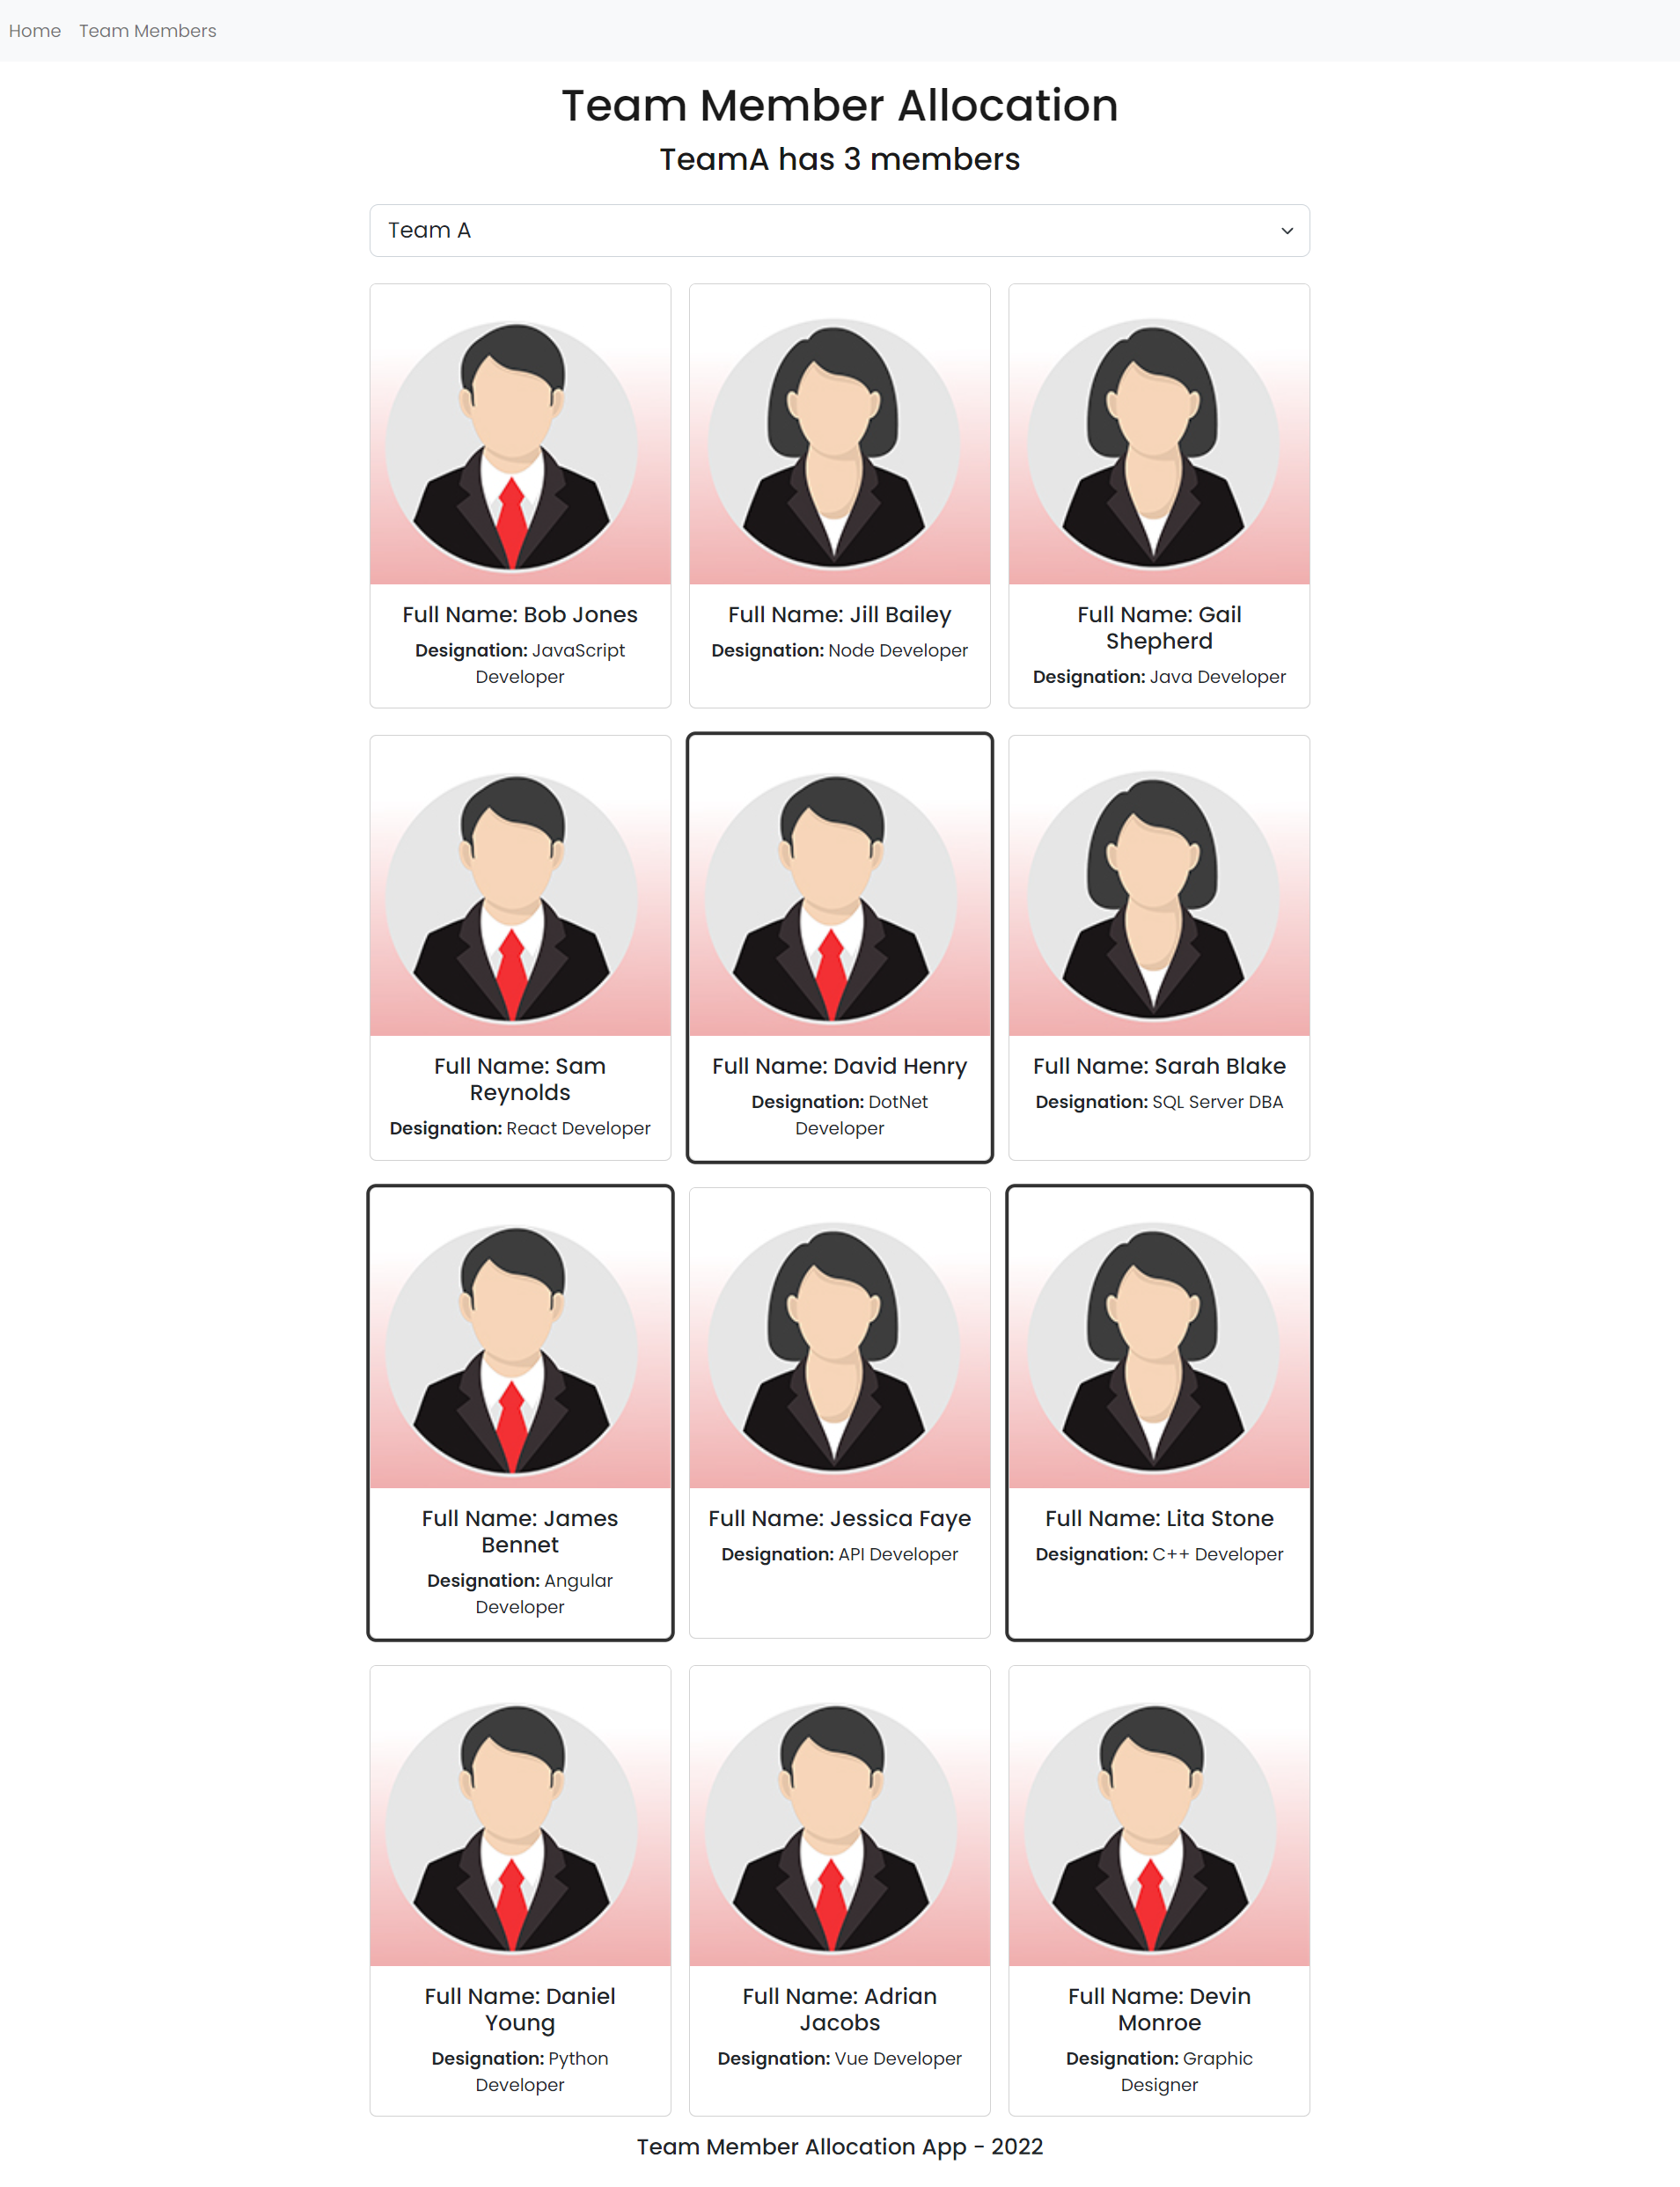 Home Team Members
Team Member Allocation
TeamA has 3 members
Team A
Full Name: Bob Jones
Designation: JavaScript
Developer
Full Name: Jill Bailey
Designation: Node Developer
Full Name: Gail
Shepherd
Designation: Java Developer
Full Name: Sam
Reynolds
Designation: React Developer
Full Name: David Henry
Designation: DotNet
Developer
Full Name: Sarah Blake
Designation: SQL Server DBA
Full Name: James
Bennet
Designation: Angular
Developer
Full Name: Jessica Faye
Designation: API Developer
Full Name: Lita Stone
Designation: C++ Developer
Full Name: Daniel
Young
Designation: Python
Developer
Full Name: Adrian
Jacobs
Designation: Vue Developer
Full Name: Devin
Monroe
Designation: Graphic
Designer
Team Member Allocation App - 2022